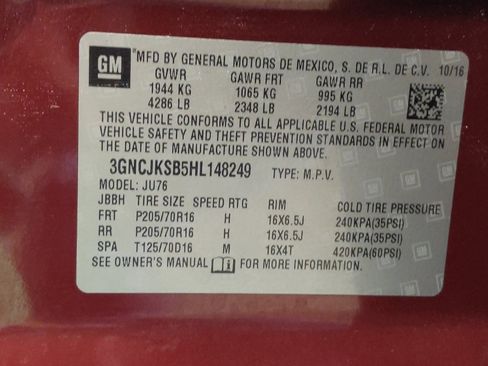 GM
MFD BY GENERAL MOTORS DE MEXICO, S. DE R.L. DE C.V. 10/16
GVWR GAWR FRT GAWR RR
1944 KG 1065 KG 995 KG
4286 LB 2348 LB 2194 LB
THIS VEHICLE CONFORMS TO ALL APPLICABLE U.S. FEDERAL MOTOR
VEHICLE SAFETY AND THEFT PREVENTION STANDARDS IN EFFECT ON
THE DATE OF MANUFACTURE SHOWN ABOVE.
3GNCJKSB5HL148249 TYPE: M.P.V.
MODEL: JU76
JBBH TIRE SIZE SPEED RTG RIM COLD TIRE PRESSURE
FRT P205/70R16 H 16X6.5J 240KPA(35PSI)
RR P205/70R16 H 16X6.5J 240KPA(35PSI)
SPA T125/70D16 M 16X4T 420KPA(60PSI)
SEE OWNER'S MANUAL FOR MORE INFORMATION.